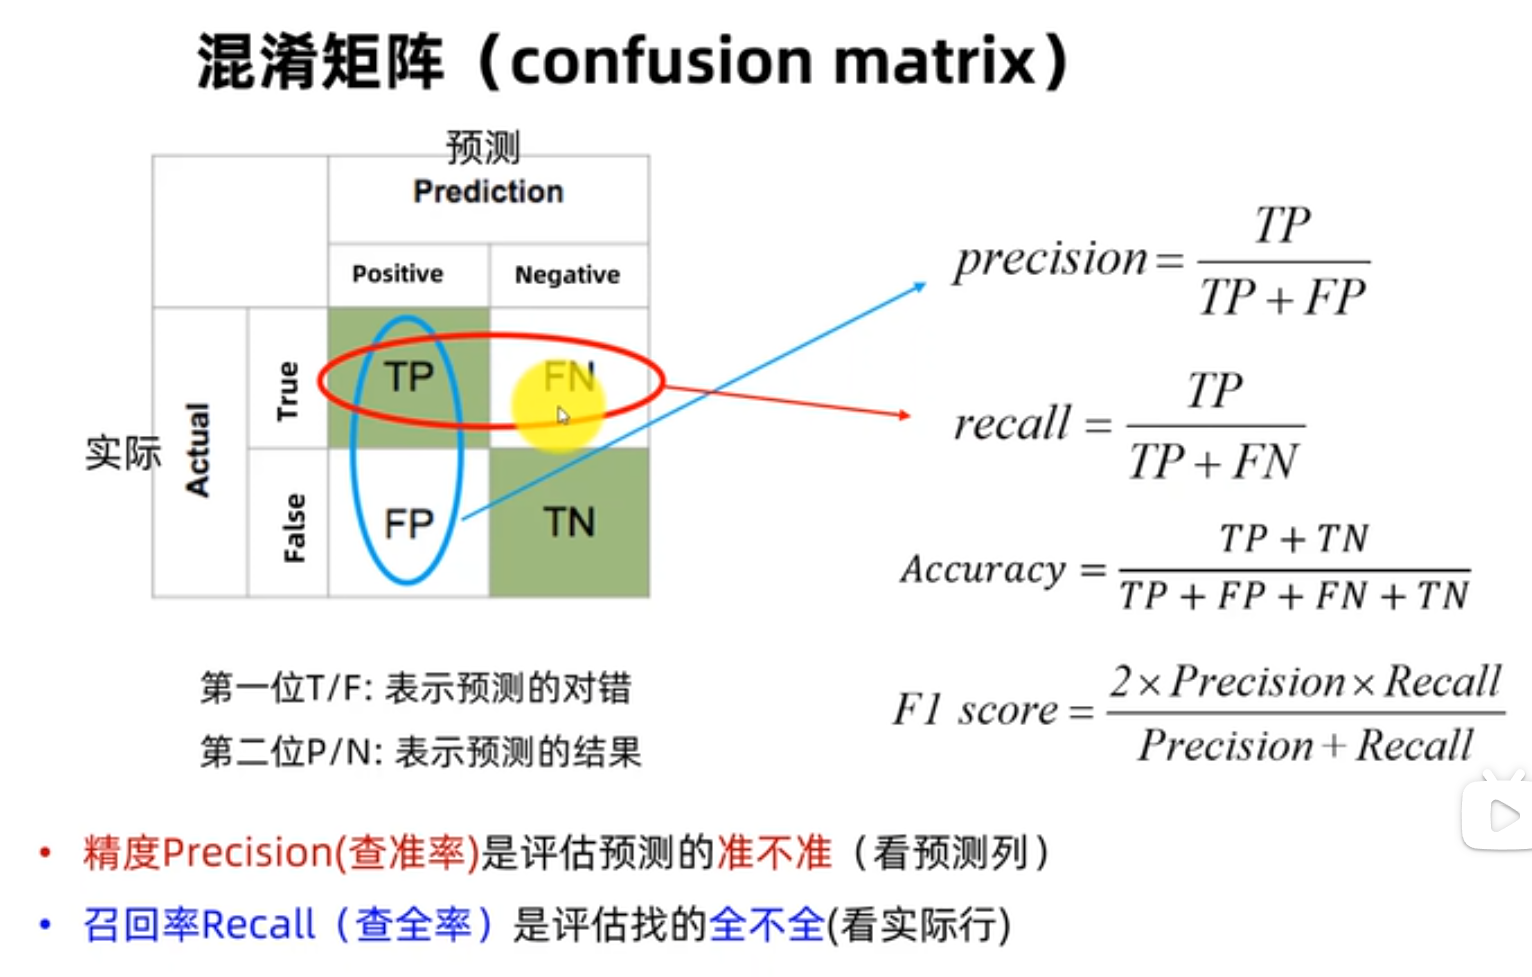 混淆矩阵（confusion matrix）
预测
Prediction
Positive
Negative
实际
Actual
True
TP
FN
False
FP
TN
precision = TP / TP + FP
recall = TP / TP + FN
Accuracy = TP + TN / TP + FP + FN + TN
F1 score = 2 × Precision × Recall / Precision + Recall
第一位T/F: 表示预测的对错
第二位P/N: 表示预测的结果
• 精度Precision(查准率)是评估预测的准不准（看预测列）
• 召回率Recall（查全率）是评估找的全不全(看实际行)